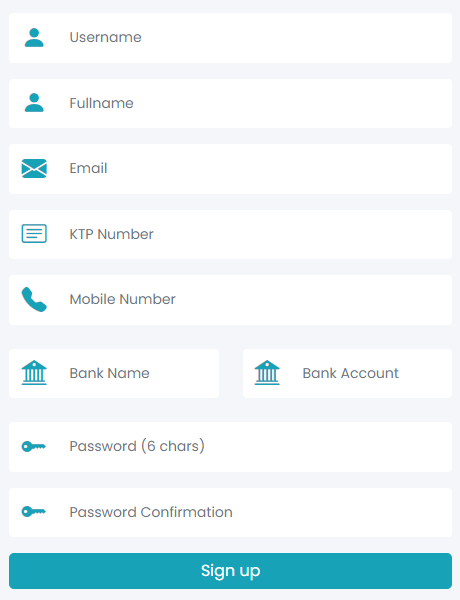 Username
Fullname
Email
KTP Number
Mobile Number
Bank Name
Bank Account
Password (6 chars)
Password Confirmation
Sign up